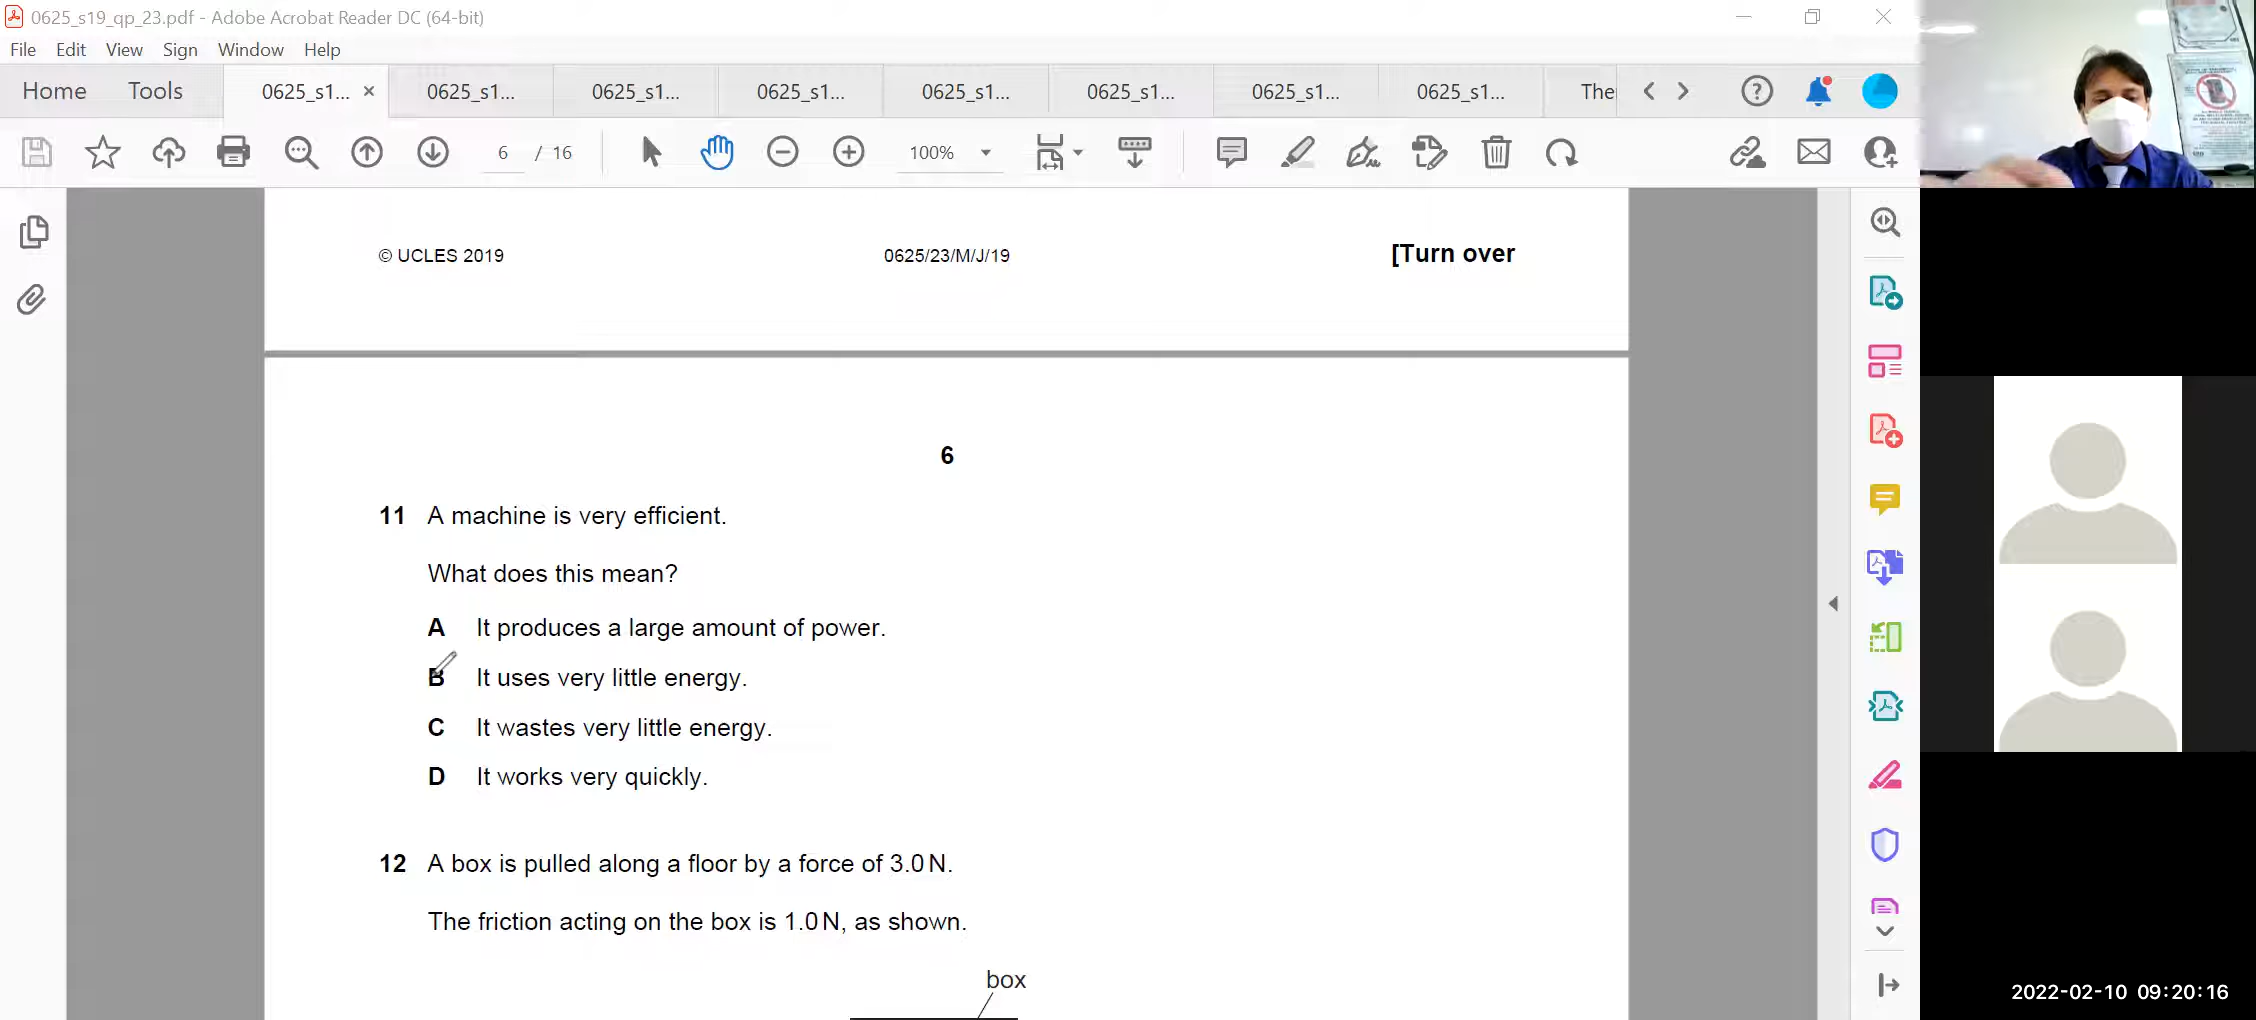 0625_s19_qp_23.pdf - Adobe Acrobat Reader DC (64-bit)
File Edit View Sign Window Help
Home Tools 0625_s1... × 0625_s1... 0625_s1... 0625_s1... 0625_s1... 0625_s1... 0625_s1... 0625_s1... The
6 / 16 100%
© UCLES 2019 0625/23/M/J/19 [Turn over
6
11 A machine is very efficient.
What does this mean?
A It produces a large amount of power.
B It uses very little energy.
C It wastes very little energy.
D It works very quickly.
12 A box is pulled along a floor by a force of 3.0 N.
The friction acting on the box is 1.0 N, as shown.
box
2022-02-10 09:20:16